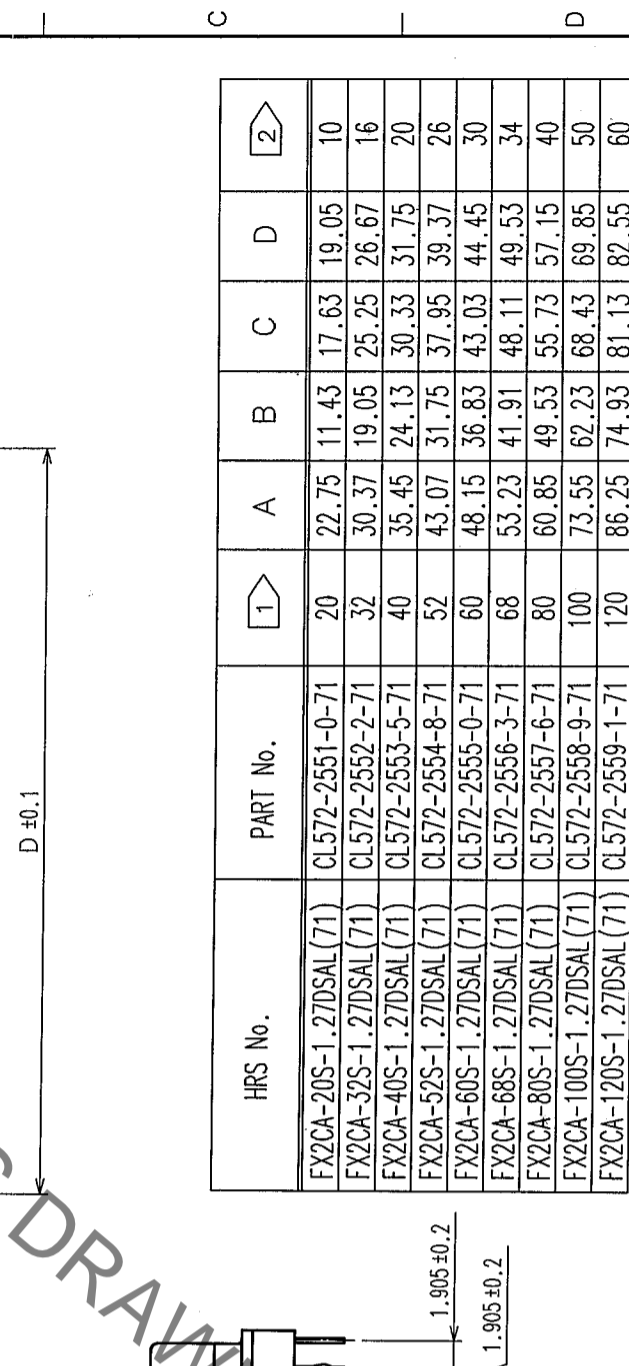 C
D
D ±0.1
HRS No. PART No. 1 A B C D 2
FX2CA-20S-1.27DSAL(71) CL572-2551-0-71 20 22.75 11.43 17.63 19.05 10
FX2CA-32S-1.27DSAL(71) CL572-2552-2-71 32 30.37 19.05 25.25 26.67 16
FX2CA-40S-1.27DSAL(71) CL572-2553-5-71 40 35.45 24.13 30.33 31.75 20
FX2CA-52S-1.27DSAL(71) CL572-2554-8-71 52 43.07 31.75 37.95 39.37 26
FX2CA-60S-1.27DSAL(71) CL572-2555-0-71 60 48.15 36.83 43.03 44.45 30
FX2CA-68S-1.27DSAL(71) CL572-2556-3-71 68 53.23 41.91 48.11 49.53 34
FX2CA-80S-1.27DSAL(71) CL572-2557-6-71 80 60.85 49.53 55.73 57.15 40
FX2CA-100S-1.27DSAL(71) CL572-2558-9-71 100 73.55 62.23 68.43 69.85 50
FX2CA-120S-1.27DSAL(71) CL572-2559-1-71 120 86.25 74.93 81.13 82.55 60
1.905±0.2
1.905±0.2